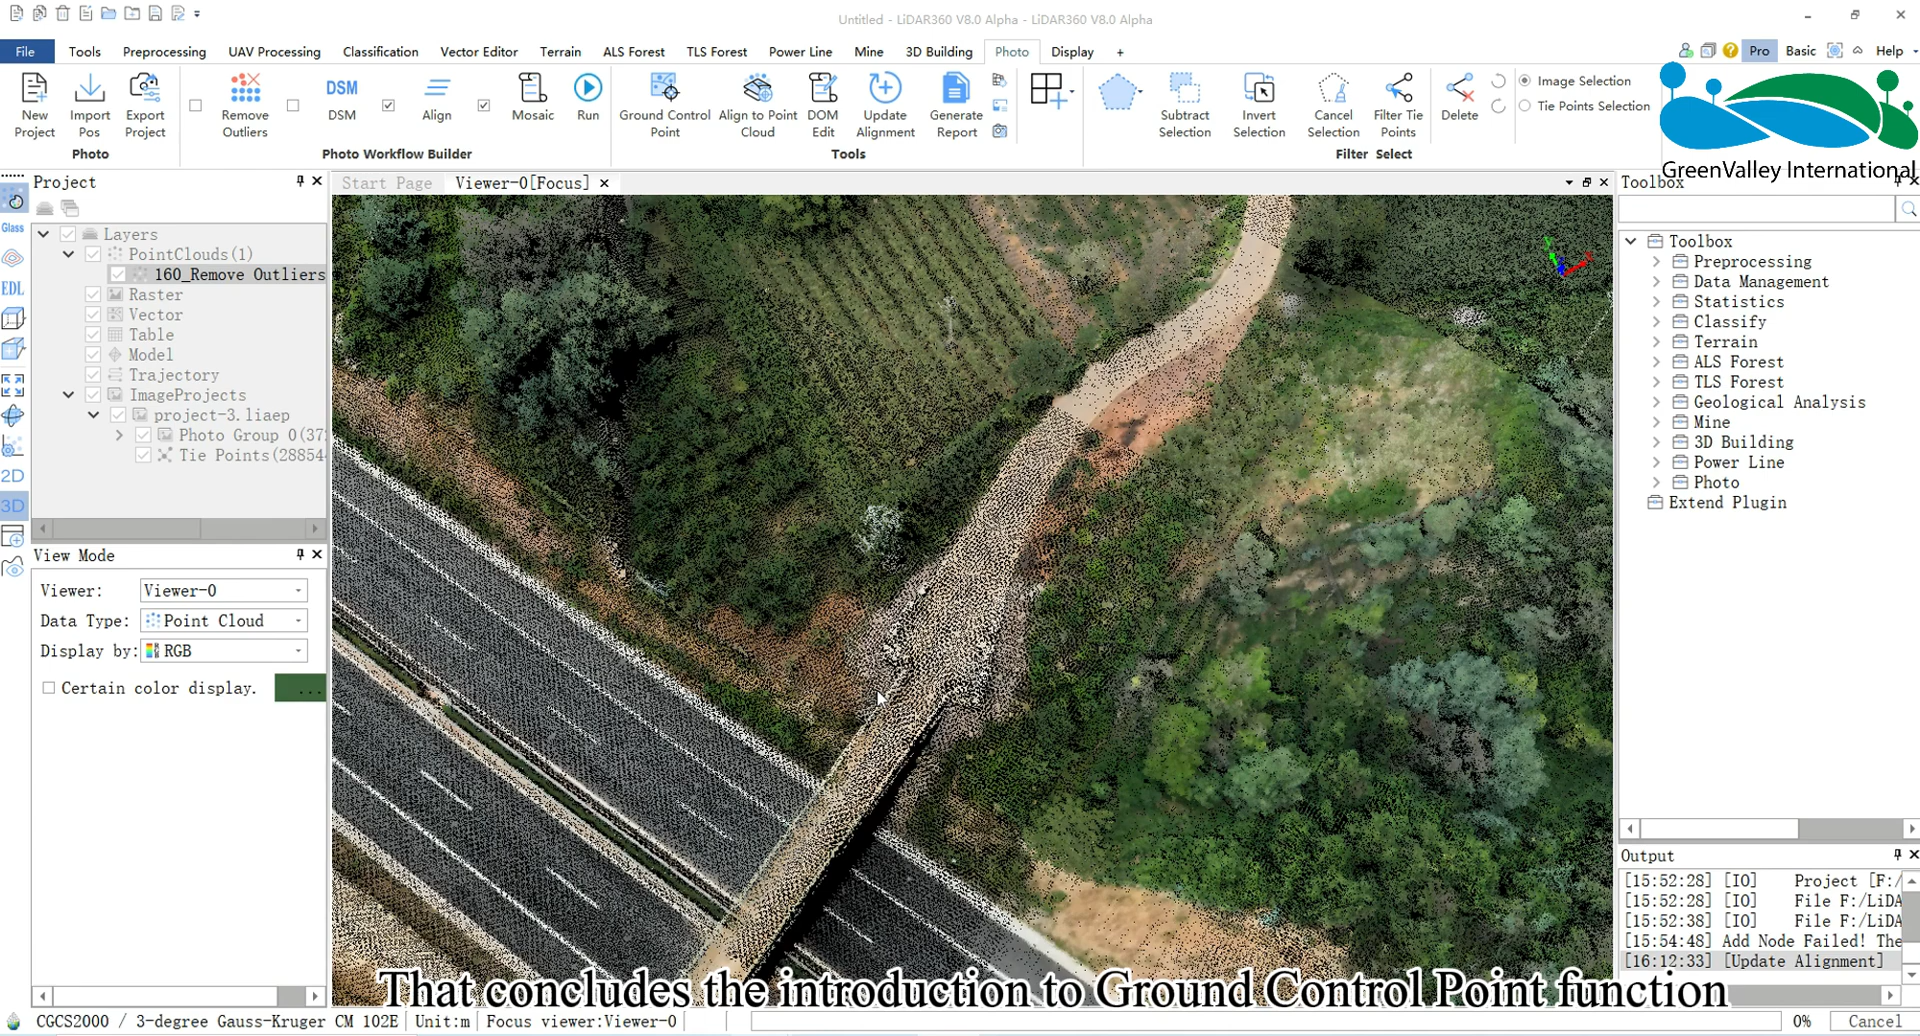 Untitled - LiDAR360 V8.0 Alpha - LiDAR360 V8.0 Alpha
File Tools Preprocessing UAV Processing Classification Vector Editor Terrain ALS Forest TLS Forest Power Line Mine 3D Building Photo Display + Pro Basic Help
New Project
Import Pos
Export Project
Remove Outliers
DSM
Align
Mosaic
Run
Ground Control Point
Align to Point Cloud
DOM Edit
Update Alignment
Generate Report
Subtract Selection
Invert Selection
Cancel Selection
Filter Tie Points
Delete
Image Selection
Tie Points Selection
Photo
Photo Workflow Builder
Tools
Filter Select
GreenValley International
Project
Start Page
Viewer-0[Focus]
Toolbox
Glass
EDL
2D
3D
Layers
PointClouds(1)
160_Remove Outliers
Raster
Vector
Table
Model
Trajectory
ImageProjects
project-3.liaep
Photo Group 0(37
Tie Points(28854
View Mode
Viewer: Viewer-0
Data Type: Point Cloud
Display by: RGB
Certain color display. ...
Toolbox
Preprocessing
Data Management
Statistics
Classify
Terrain
ALS Forest
TLS Forest
Geological Analysis
Mine
3D Building
Power Line
Photo
Extend Plugin
Output
[15:52:28] [IO] Project [F:/
[15:52:28] [IO] File F:/LiDA
[15:52:38] [IO] File F:/LiDA
[15:54:48] Add Node Failed! The
[16:12:33] [Update Alignment]
That concludes the introduction to Ground Control Point function
CGCS2000 / 3-degree Gauss-Kruger CM 102E Unit:m Focus viewer:Viewer-0 0% Cancel